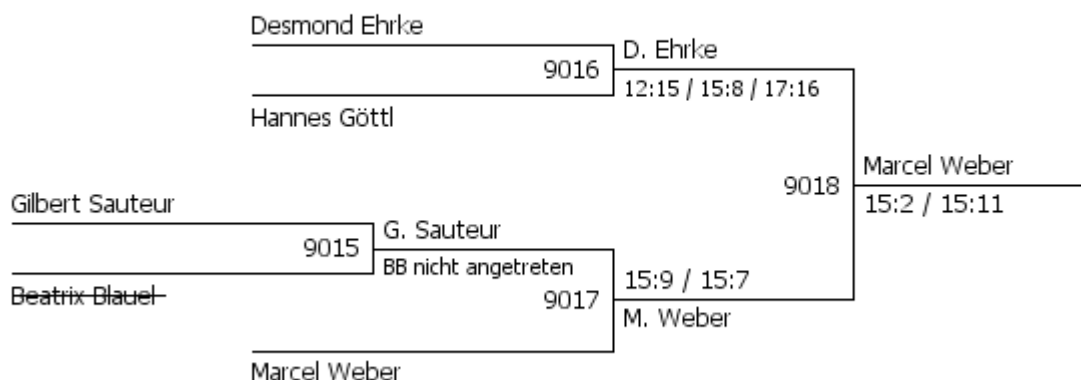 Desmond Ehrke
D. Ehrke
9016
12:15 / 15:8 / 17:16
Hannes Göttl
Marcel Weber
9018
15:2 / 15:11
Gilbert Sauteur
G. Sauteur
9015
BB nicht angetreten
15:9 / 15:7
Beatrix Blauel
9017
M. Weber
Marcel Weber